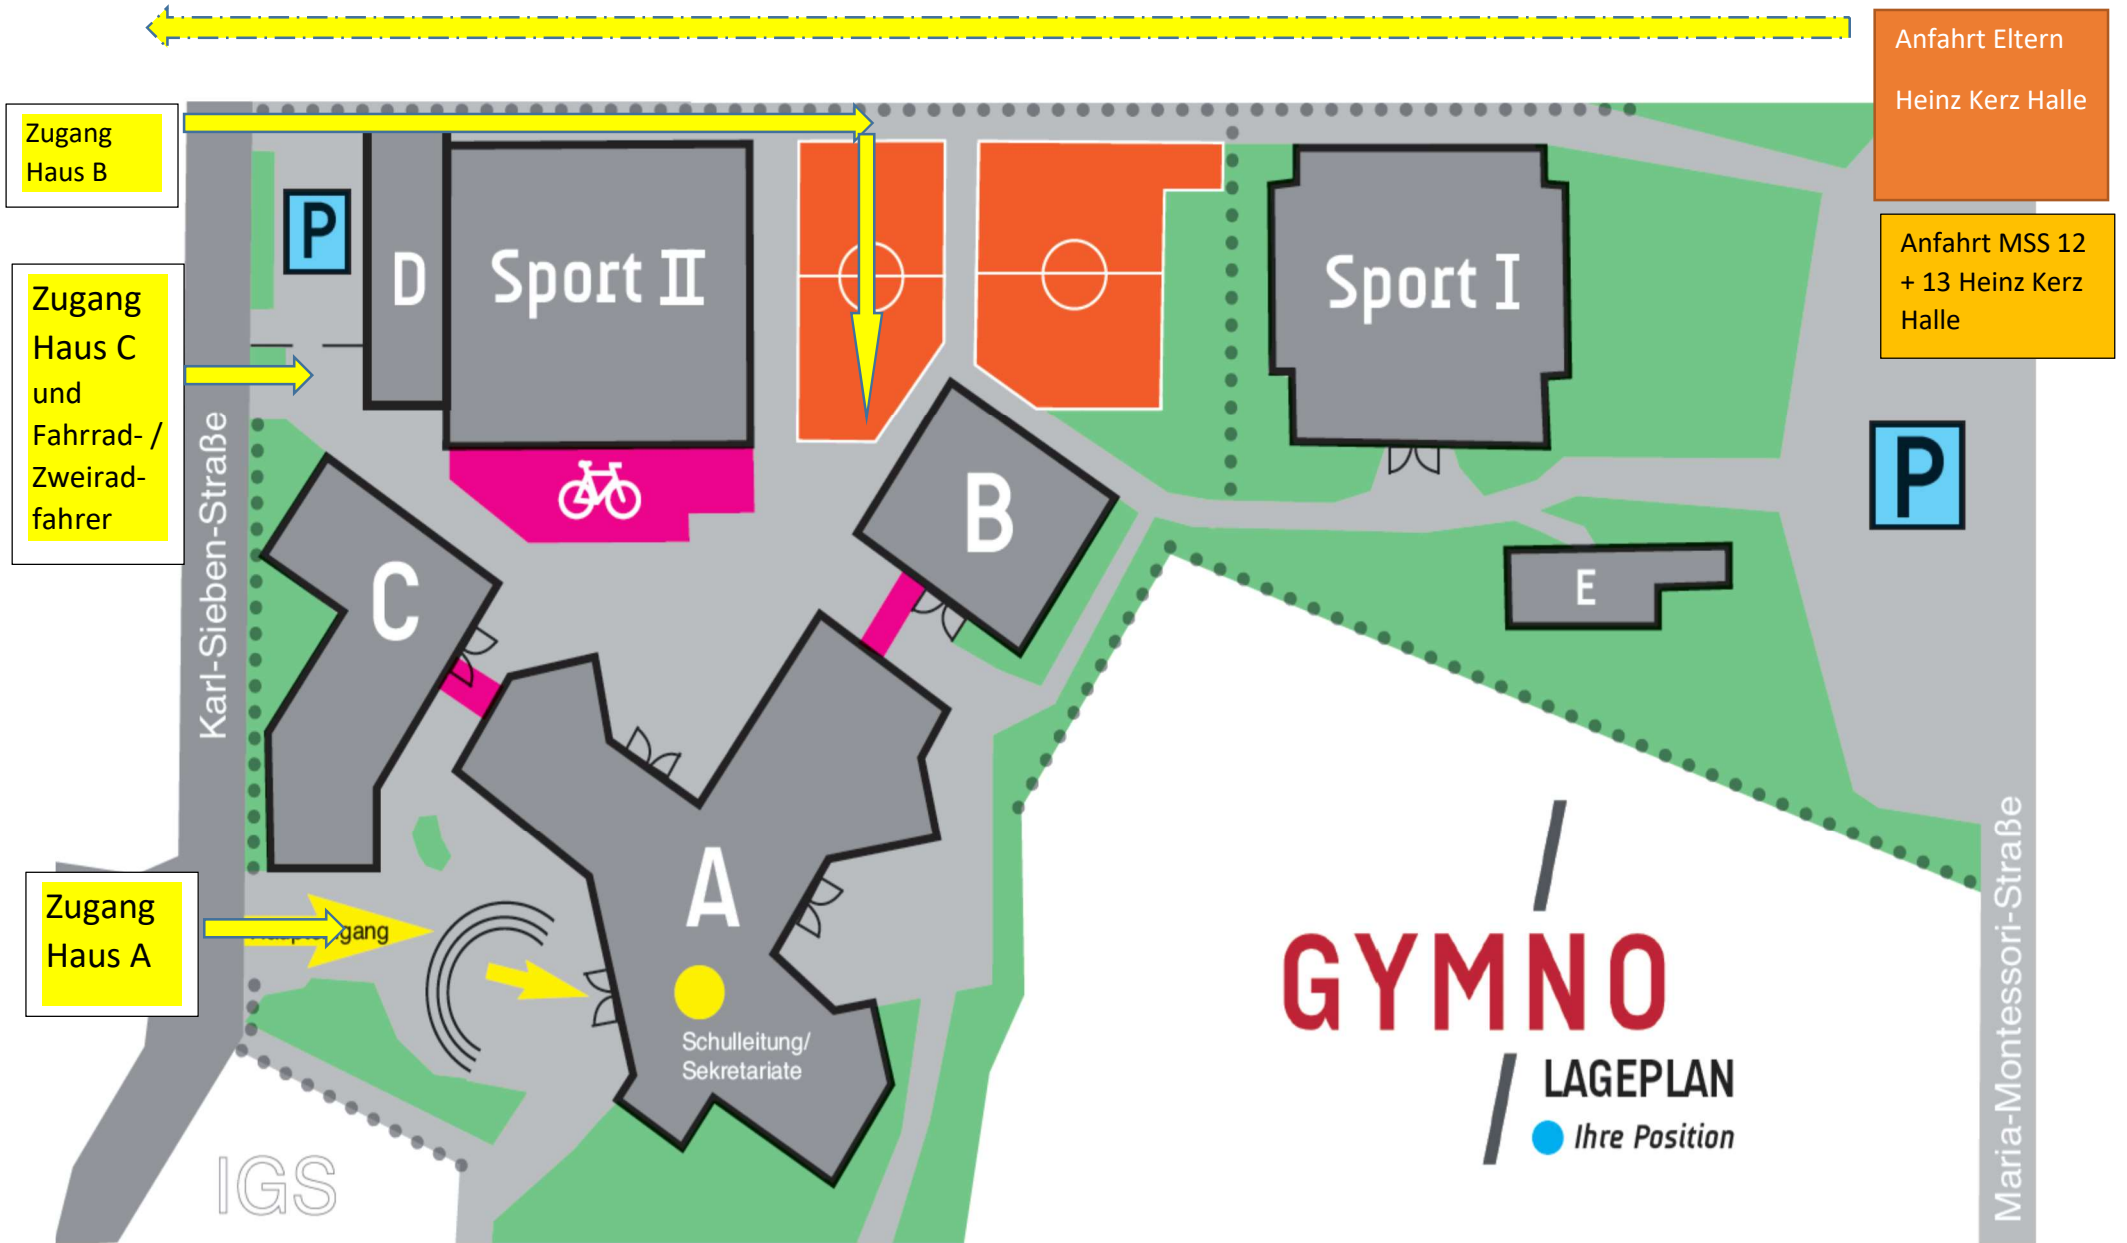 Anfahrt Eltern
Heinz Kerz Halle
Zugang
Haus B
Anfahrt MSS 12
+ 13 Heinz Kerz
Halle
P
D
Sport II
Sport I
Zugang
Haus C
und
Fahrrad- /
Zweirad-
fahrer
Karl-Sieben-Straße
P
B
C
E
A
Zugang
Haus A
Schulleitung/
Sekretariate
GYMNO
LAGEPLAN
Ihre Position
Maria-Montessori-Straße
IGS